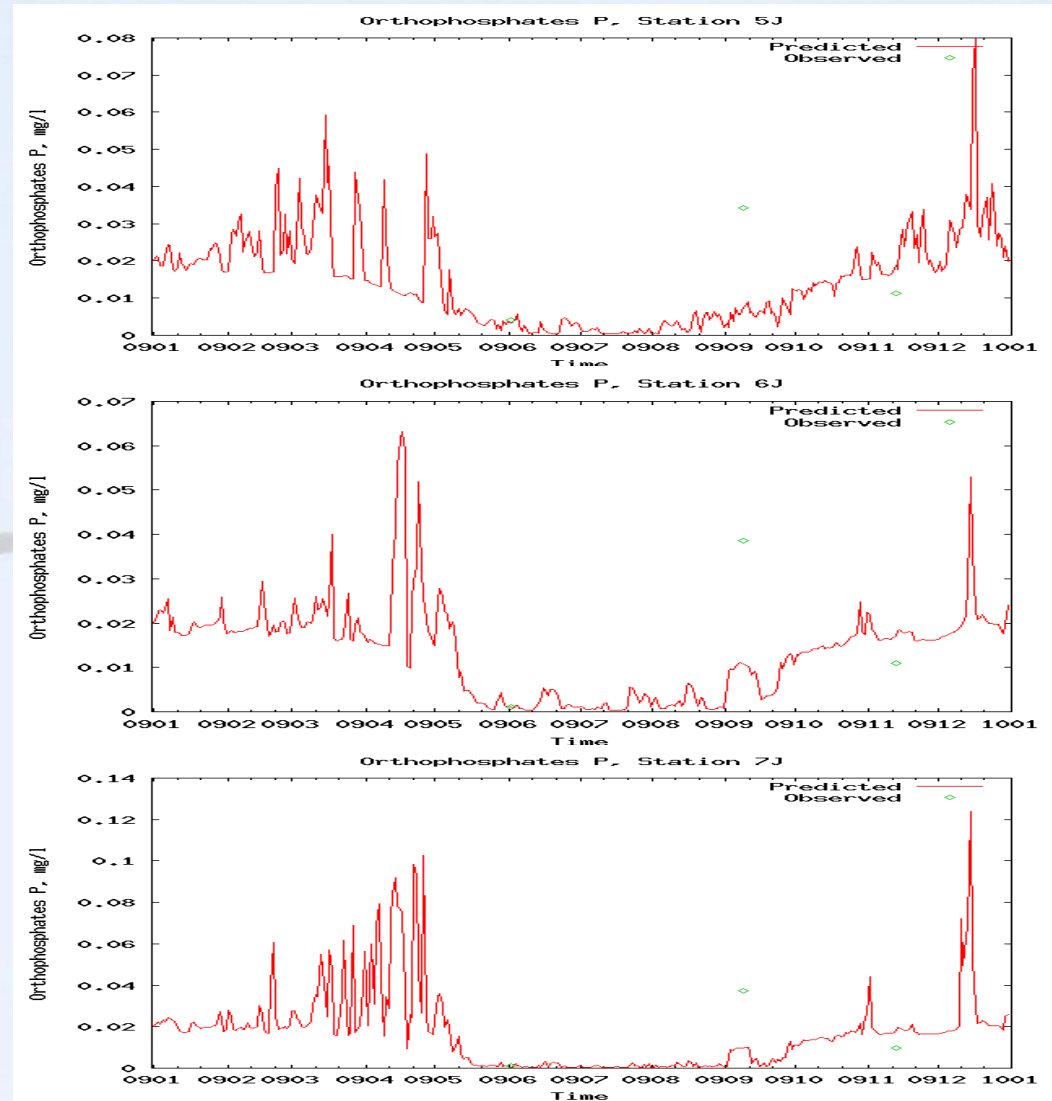 Orthophosphates P, Station 5J
Orthophosphates P, mg/l
0.08
0.07
0.06
0.05
0.04
0.03
0.02
0.01
0
Predicted
Observed
0901 0902 0903 0904 0905 0906 0907 0908 0909 0910 0911 0912 1001
Time
Orthophosphates P, Station 6J
Orthophosphates P, mg/l
0.07
0.06
0.05
0.04
0.03
0.02
0.01
0
Predicted
Observed
0901 0902 0903 0904 0905 0906 0907 0908 0909 0910 0911 0912 1001
Time
Orthophosphates P, Station 7J
Orthophosphates P, mg/l
0.14
0.12
0.1
0.08
0.06
0.04
0.02
0
Predicted
Observed
0901 0902 0903 0904 0905 0906 0907 0908 0909 0910 0911 0912 1001
Time